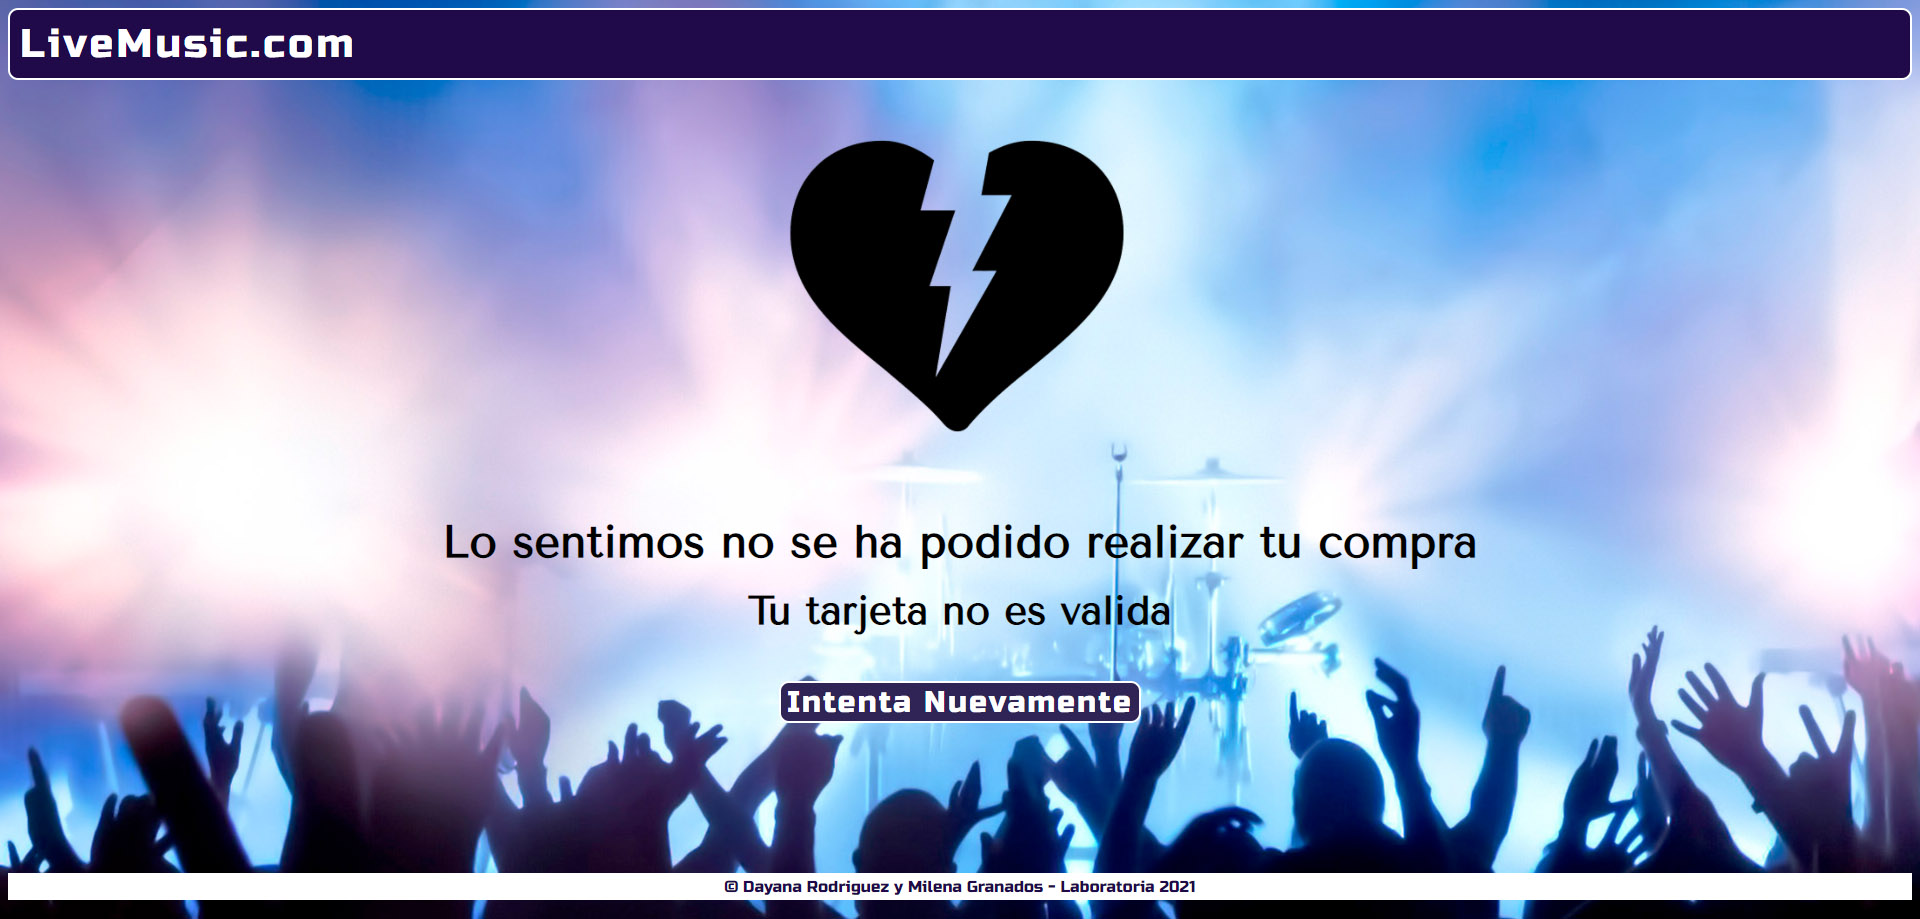 LiveMusic.com
Lo sentimos no se ha podido realizar tu compra
Tu tarjeta no es valida
Intenta Nuevamente
© Dayana Rodriguez y Milena Granados - Laboratoria 2021